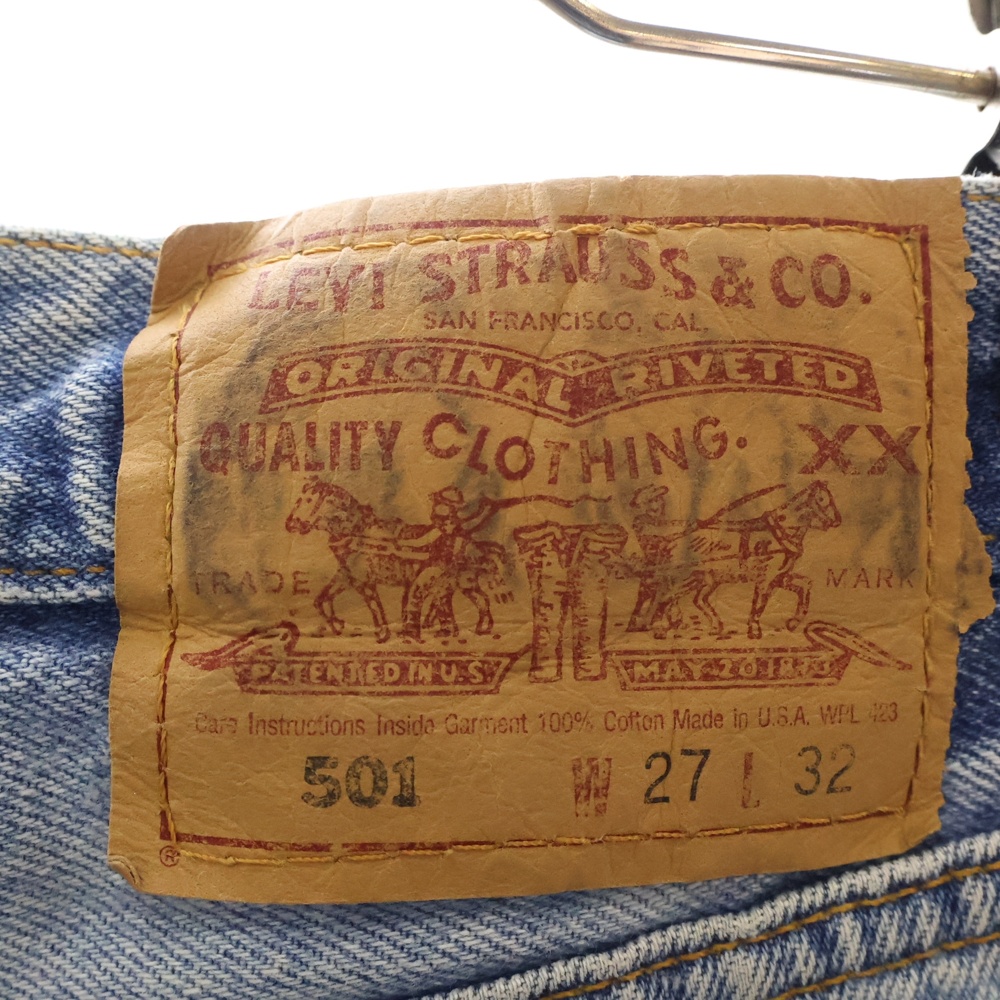 LEVI STRAUSS & CO.
SAN FRANCISCO, CAL.
ORIGINAL RIVETED
QUALITY CLOTHING. XX
TRADE MARK
PATENTED IN U.S MAY 20 1873
Care Instructions Inside Garment 100% Cotton Made in U.S.A. WPL 423
501 W 27 L 32
®